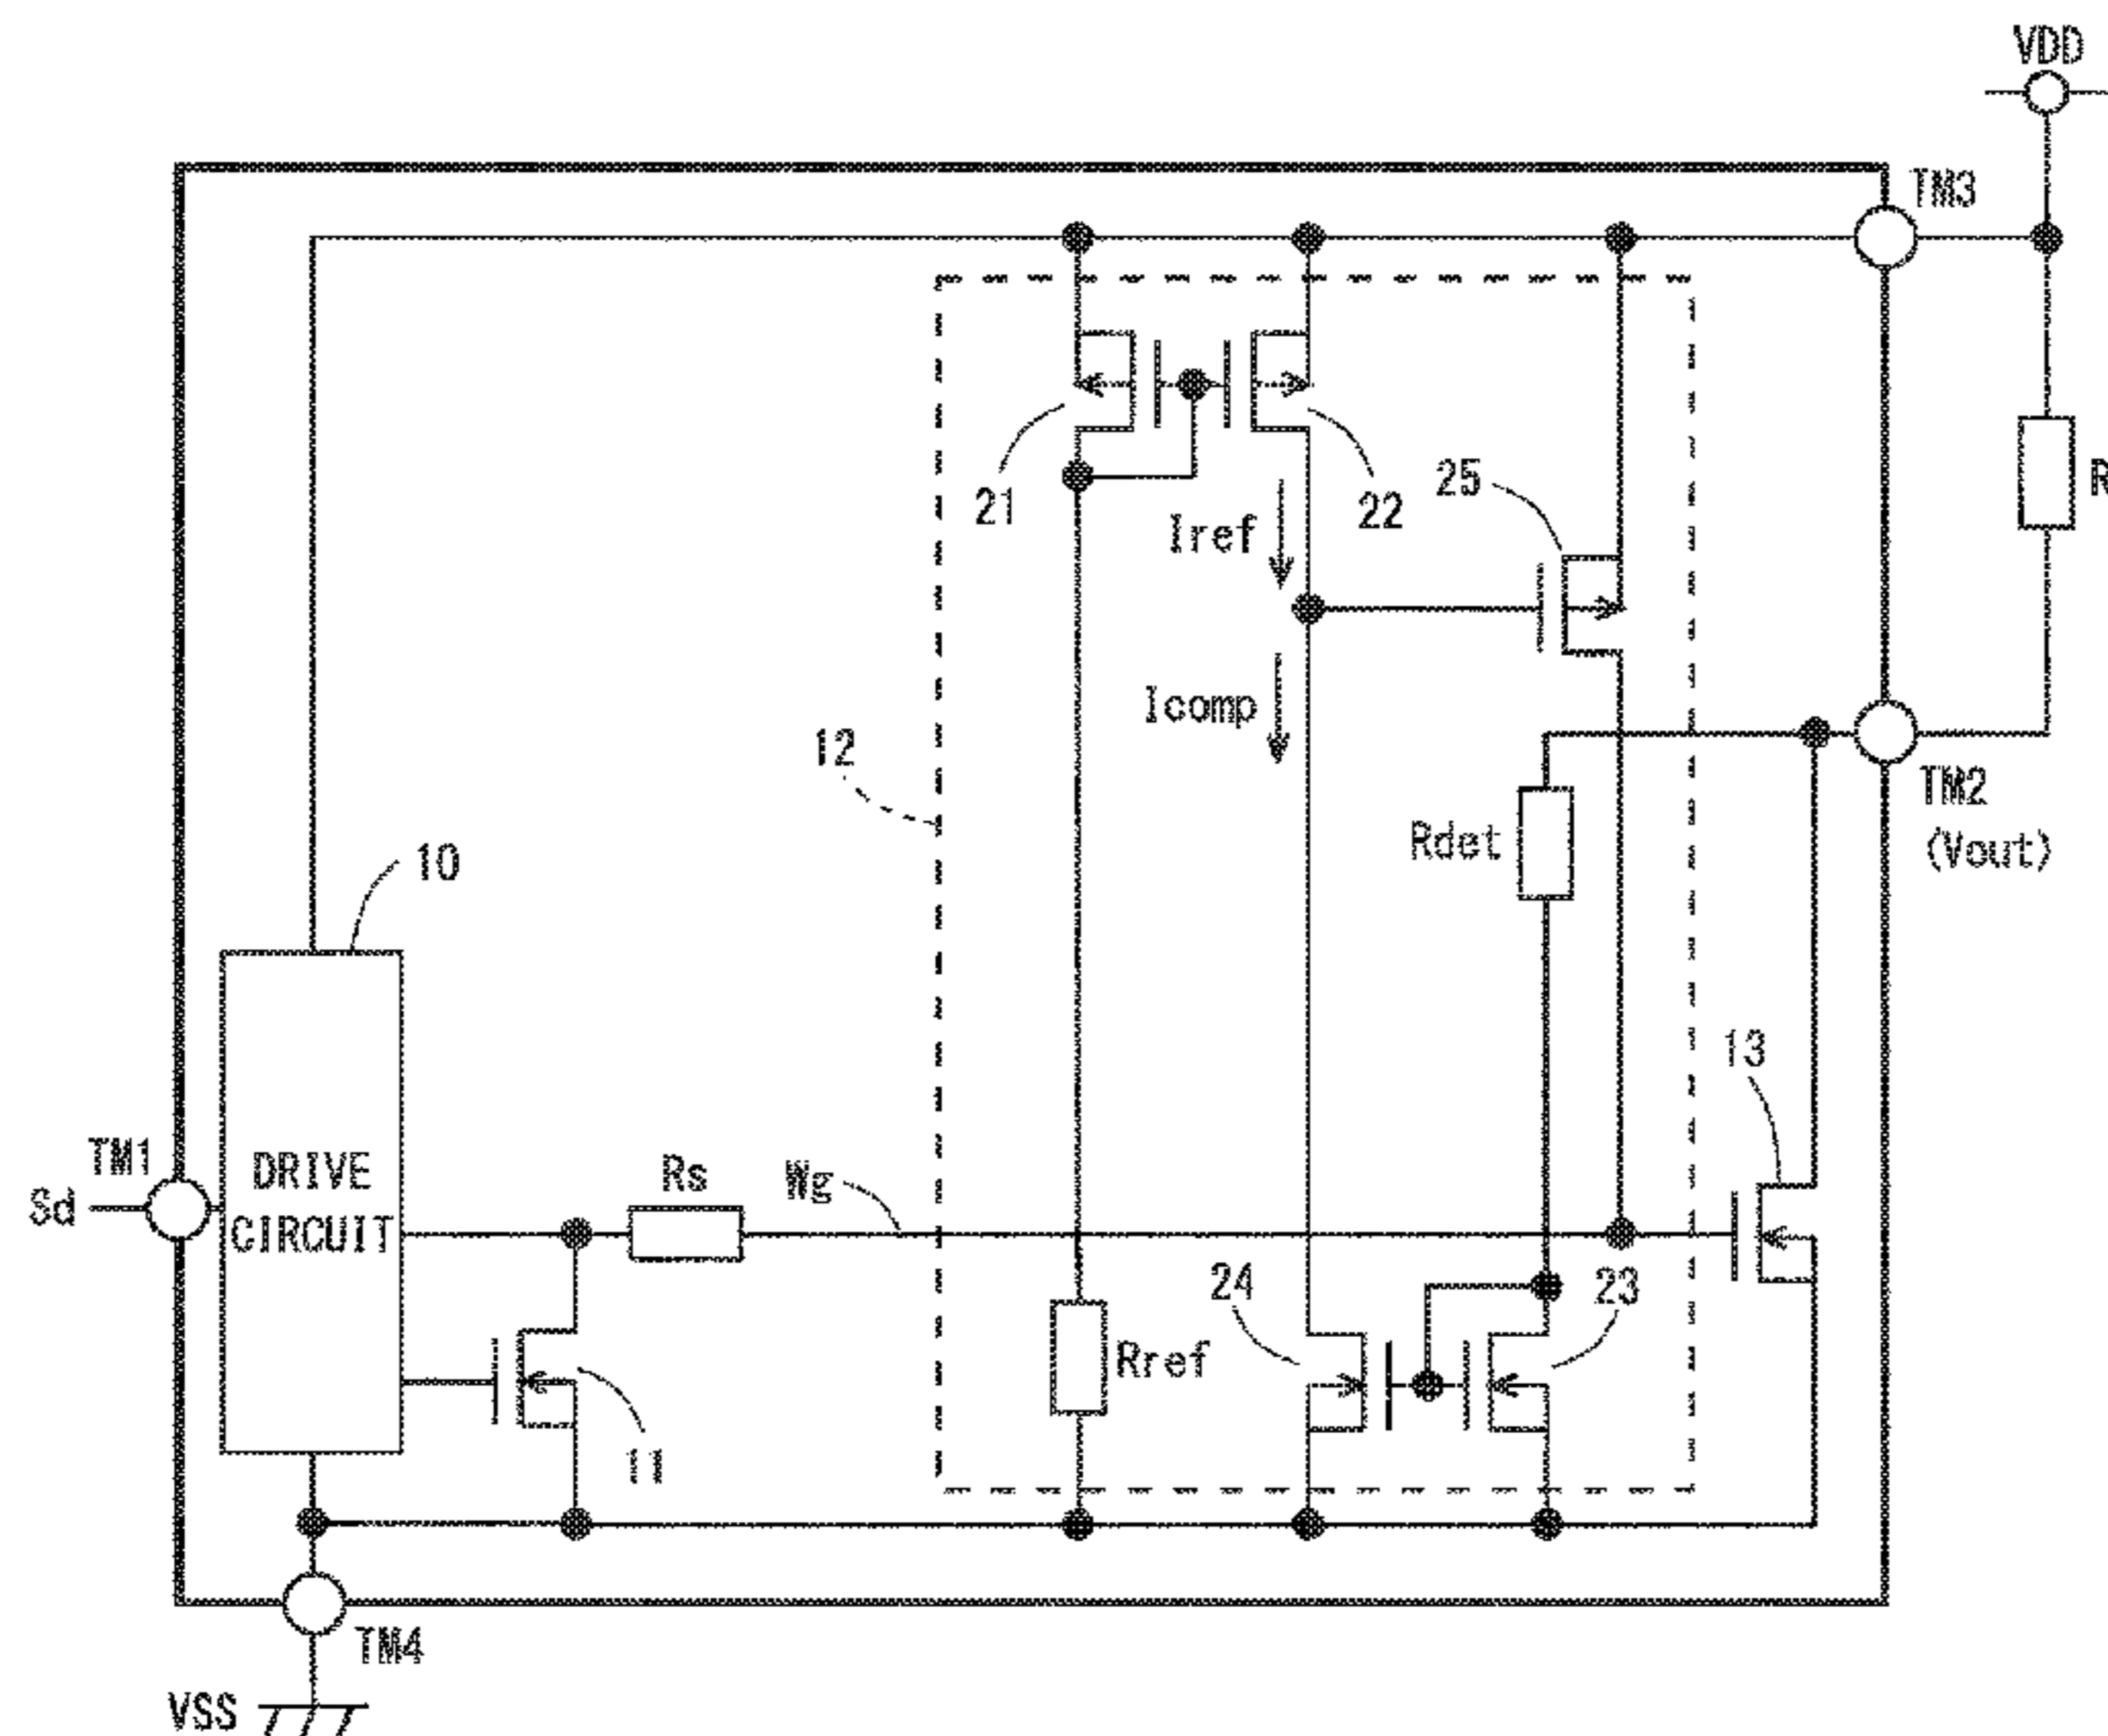 VDD
TM3
21
Iref
22
25
R
Icomp
12
TM2
(Vout)
Rdet
10
13
TM1
Sd
DRIVE
CIRCUIT
Rs
Wg
24
23
Rref
11
TM4
VSS